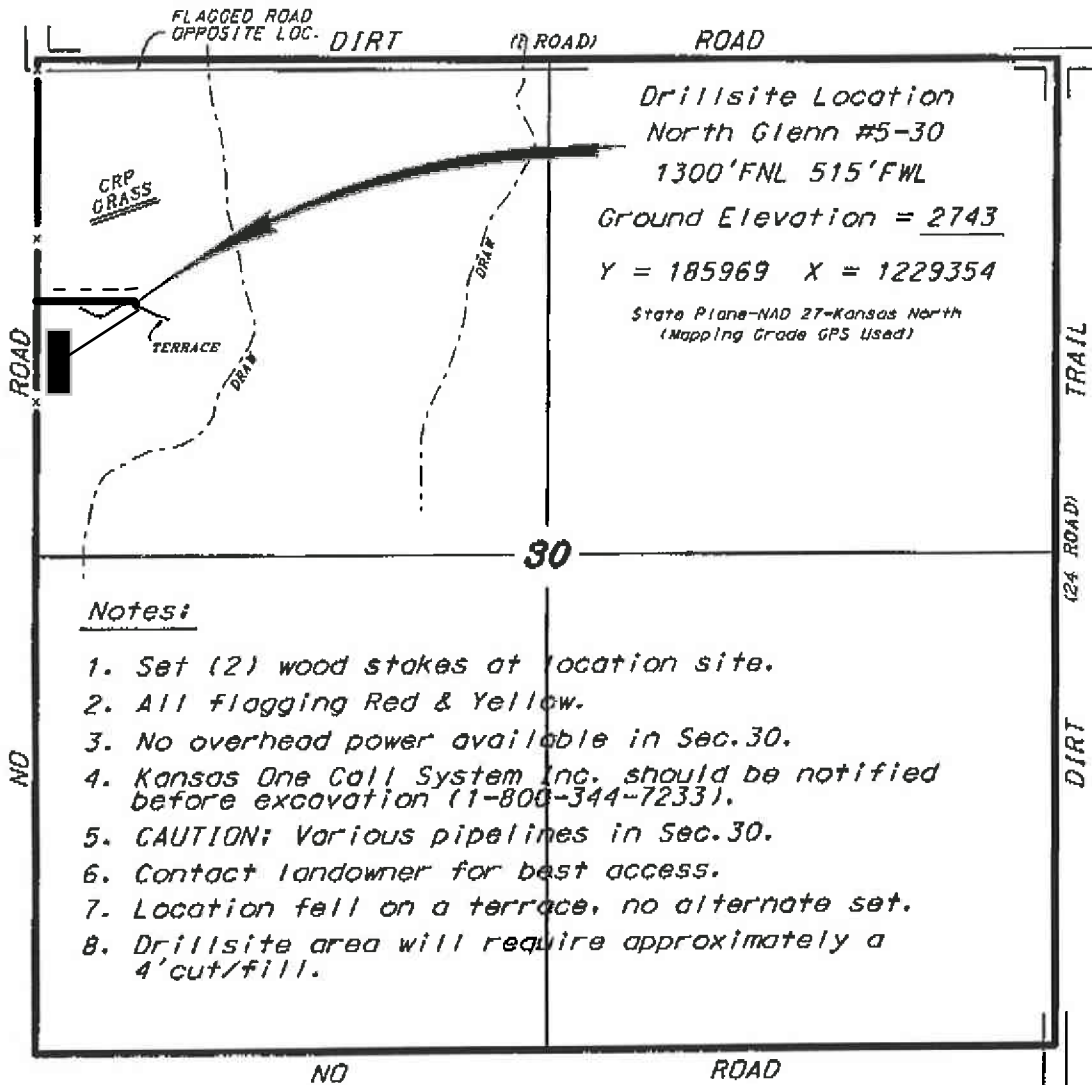 FLAGGED ROAD
OPPOSITE LOC.
DIRT ROAD
Drillsite Location
North Glenn #5-30
1300'FNL 515'FWL
Ground Elevation = 2743
Y = 185969 X = 1229354
State Plane-NAD 27-Kansas North
(Mapping Grade GPS Used)
CRP
GRASS
TERRACE
DRAW
DRAW
NO ROAD
DIRT (24 ROAD) TRAIL
30
Notes:
1. Set (2) wood stakes at location site.
2. All flagging Red & Yellow.
3. No overhead power available in Sec.30.
4. Kansas One Call System Inc. should be notified
before excavation (1-800-344-7233).
5. CAUTION: Various pipelines in Sec.30.
6. Contact landowner for best access.
7. Location fell on a terrace, no alternate set.
8. Drillsite area will require approximately a
4'cut/fill.
NO ROAD